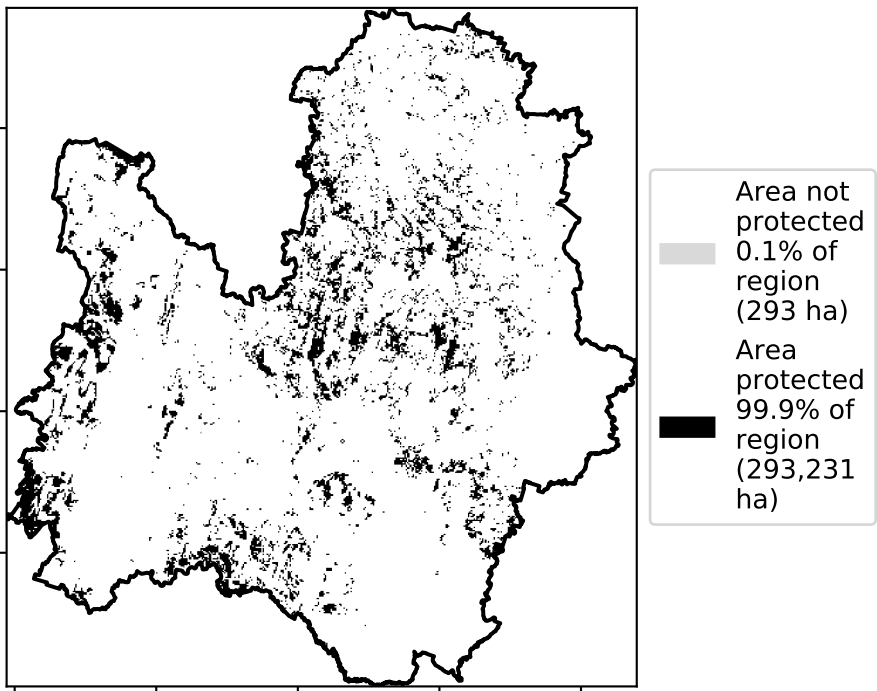 Area not
protected
0.1% of
region
(293 ha)
Area
protected
99.9% of
region
(293,231
ha)